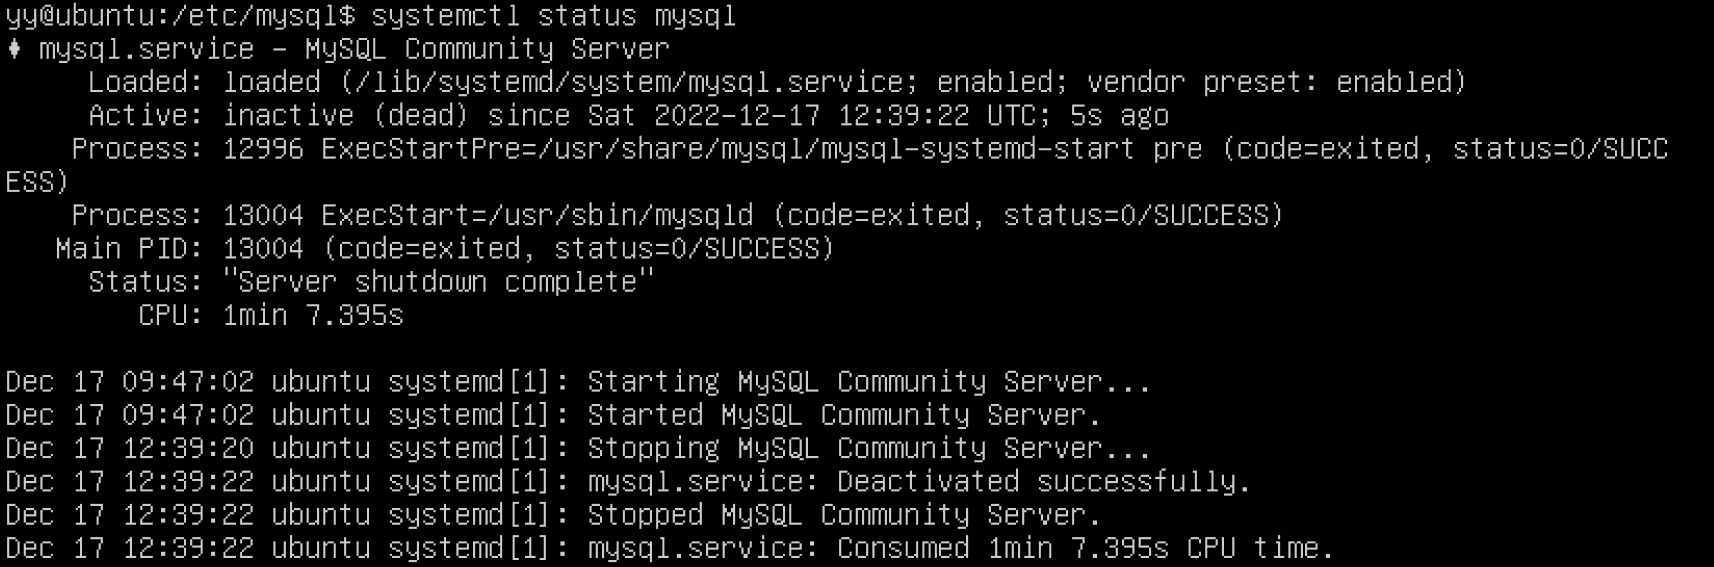 yy@ubuntu:/etc/mysql$ systemctl status mysql
♦ mysql.service - MySQL Community Server
     Loaded: loaded (/lib/systemd/system/mysql.service; enabled; vendor preset: enabled)
     Active: inactive (dead) since Sat 2022-12-17 12:39:22 UTC; 5s ago
    Process: 12996 ExecStartPre=/usr/share/mysql/mysql-systemd-start pre (code=exited, status=0/SUCC
ESS)
    Process: 13004 ExecStart=/usr/sbin/mysqld (code=exited, status=0/SUCCESS)
   Main PID: 13004 (code=exited, status=0/SUCCESS)
     Status: "Server shutdown complete"
        CPU: 1min 7.395s

Dec 17 09:47:02 ubuntu systemd[1]: Starting MySQL Community Server...
Dec 17 09:47:02 ubuntu systemd[1]: Started MySQL Community Server.
Dec 17 12:39:20 ubuntu systemd[1]: Stopping MySQL Community Server...
Dec 17 12:39:22 ubuntu systemd[1]: mysql.service: Deactivated successfully.
Dec 17 12:39:22 ubuntu systemd[1]: Stopped MySQL Community Server.
Dec 17 12:39:22 ubuntu systemd[1]: mysql.service: Consumed 1min 7.395s CPU time.